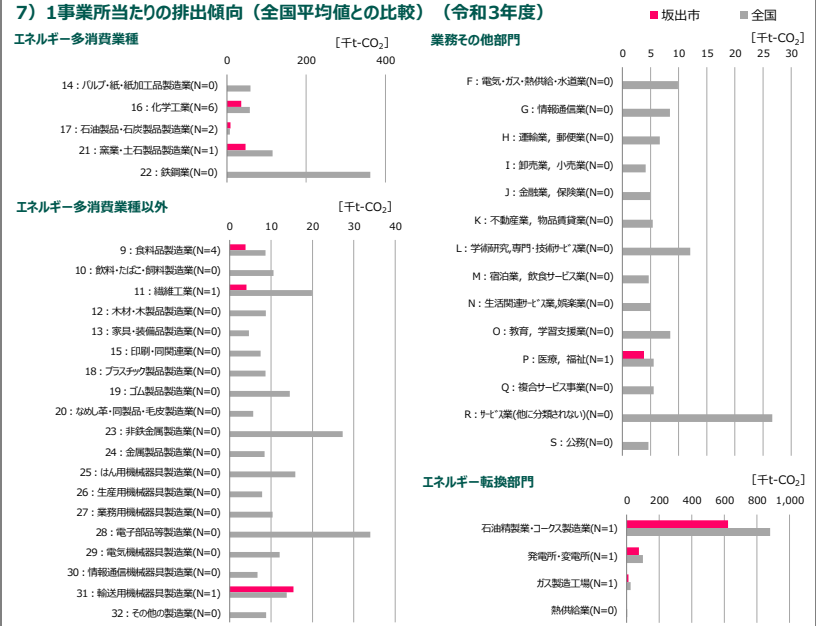 7）1事業所当たりの排出傾向（全国平均値との比較）（令和3年度）
坂出市 全国
エネルギー多消費業種
[千t-CO₂]
0 200 400
14：パルプ・紙・紙加工品製造業(N=0)
16：化学工業(N=6)
17：石油製品・石炭製品製造業(N=2)
21：窯業・土石製品製造業(N=1)
22：鉄鋼業(N=0)
エネルギー多消費業種以外
[千t-CO₂]
0 10 20 30 40
9：食料品製造業(N=4)
10：飲料・たばこ・飼料製造業(N=0)
11：繊維工業(N=1)
12：木材・木製品製造業(N=0)
13：家具・装備品製造業(N=0)
15：印刷・同関連業(N=0)
18：プラスチック製品製造業(N=0)
19：ゴム製品製造業(N=0)
20：なめし革・同製品・毛皮製造業(N=0)
23：非鉄金属製造業(N=0)
24：金属製品製造業(N=0)
25：はん用機械器具製造業(N=0)
26：生産用機械器具製造業(N=0)
27：業務用機械器具製造業(N=0)
28：電子部品等製造業(N=0)
29：電気機械器具製造業(N=0)
30：情報通信機械器具製造業(N=0)
31：輸送用機械器具製造業(N=1)
32：その他の製造業(N=0)
業務その他部門
[千t-CO₂]
0 5 10 15 20 25 30
F：電気・ガス・熱供給・水道業(N=0)
G：情報通信業(N=0)
H：運輸業，郵便業(N=0)
I：卸売業，小売業(N=0)
J：金融業，保険業(N=0)
K：不動産業，物品賃貸業(N=0)
L：学術研究,専門・技術ｻｰﾋﾞｽ業(N=0)
M：宿泊業，飲食サービス業(N=0)
N：生活関連ｻｰﾋﾞｽ業,娯楽業(N=0)
O：教育，学習支援業(N=0)
P：医療，福祉(N=1)
Q：複合サービス事業(N=0)
R：ｻｰﾋﾞｽ業(他に分類されない)(N=0)
S：公務(N=0)
エネルギー転換部門
[千t-CO₂]
0 200 400 600 800 1,000
石油精製業・コークス製造業(N=1)
発電所・変電所(N=1)
ガス製造工場(N=1)
熱供給業(N=0)